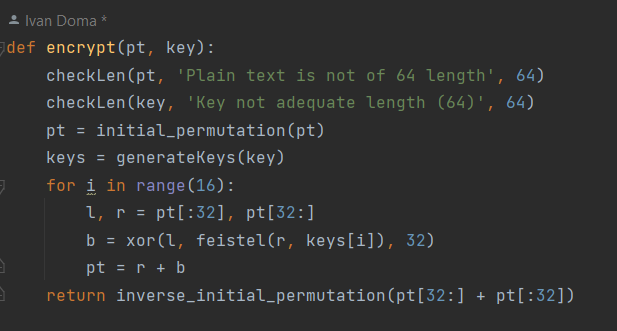 Ivan Doma *
def encrypt(pt, key):
    checkLen(pt, 'Plain text is not of 64 length', 64)
    checkLen(key, 'Key not adequate length (64)', 64)
    pt = initial_permutation(pt)
    keys = generateKeys(key)
    for i in range(16):
        l, r = pt[:32], pt[32:]
        b = xor(l, feistel(r, keys[i]), 32)
        pt = r + b
    return inverse_initial_permutation(pt[32:] + pt[:32])